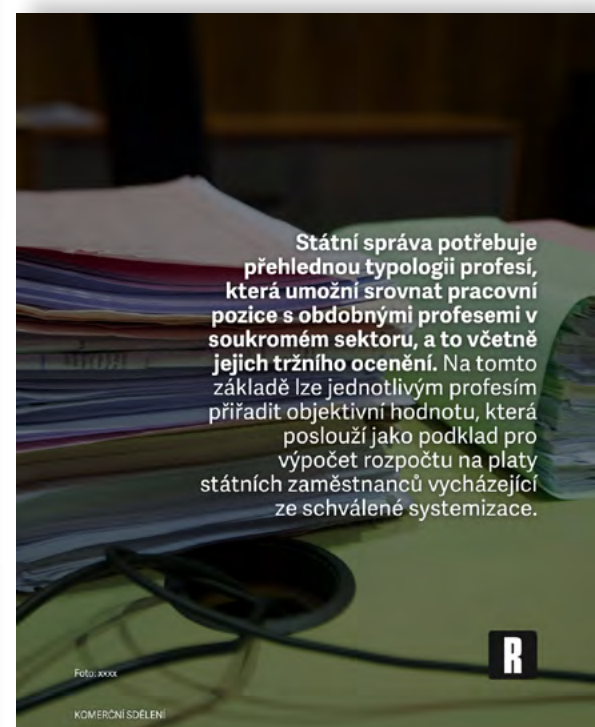 Státní správa potřebuje
přehlednou typologii profesí,
která umožní srovnat pracovní
pozice s obdobnými profesemi v
soukromém sektoru, a to včetně
jejich tržního ocenění. Na tomto
základě lze jednotlivým profesím
přiřadit objektivní hodnotu, která
poslouží jako podklad pro
výpočet rozpočtu na platy
státních zaměstnanců vycházející
ze schválené systemizace.
R
Foto: xxxx
KOMERČNÍ SDĚLENÍ